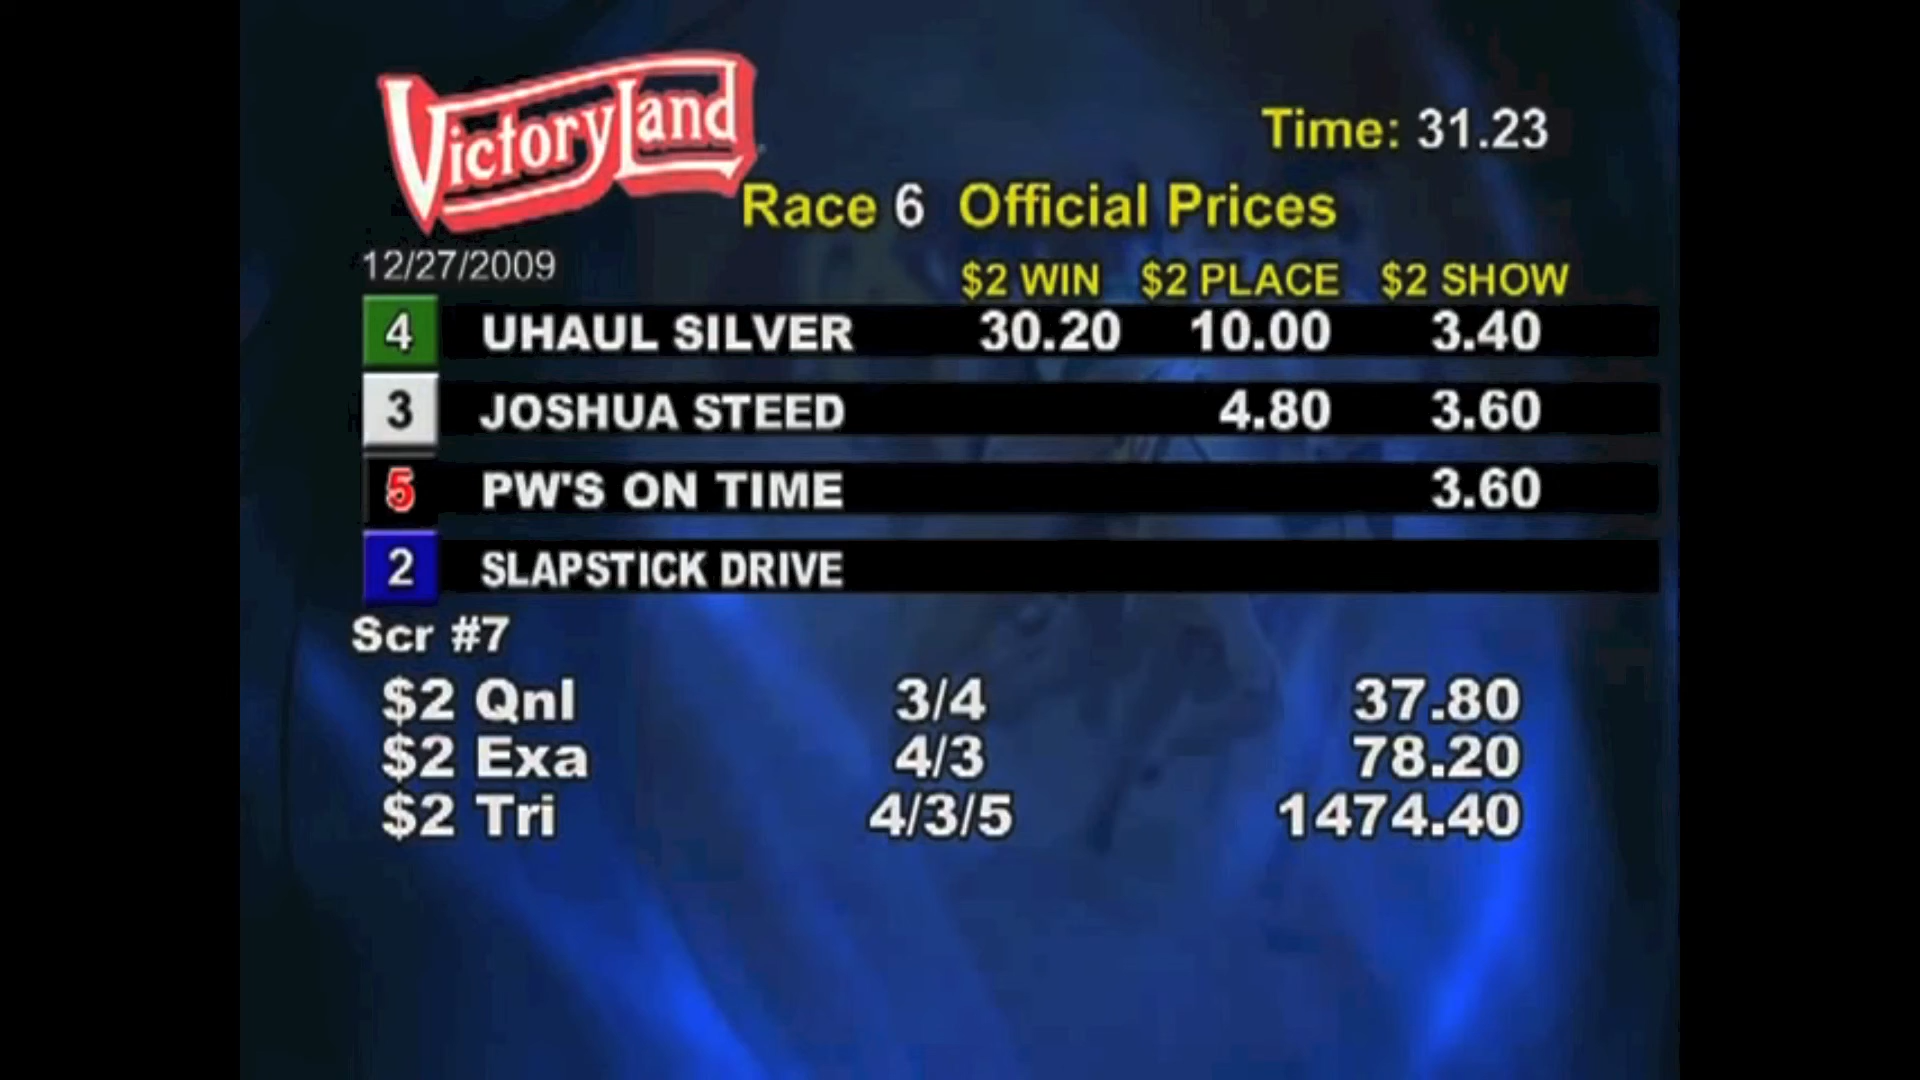 VictoryLand
Time: 31.23
Race 6 Official Prices
12/27/2009
$2 WIN $2 PLACE $2 SHOW
4 UHAUL SILVER 30.20 10.00 3.40
3 JOSHUA STEED 4.80 3.60
5 PW'S ON TIME 3.60
2 SLAPSTICK DRIVE
Scr #7
$2 Qnl 3/4 37.80
$2 Exa 4/3 78.20
$2 Tri 4/3/5 1474.40